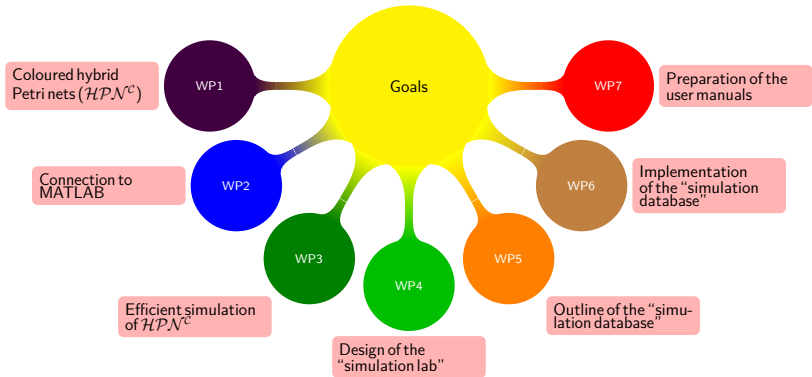 Goals
WP1
Coloured hybrid
Petri nets (𝓗𝓟𝓝^𝓒)
WP2
Connection to
MATLAB
WP3
Efficient simulation
of 𝓗𝓟𝓝^𝓒
WP4
Design of the
“simulation lab”
WP5
Outline of the “simu-
lation database”
WP6
Implementation
of the “simulation
database”
WP7
Preparation of the
user manuals